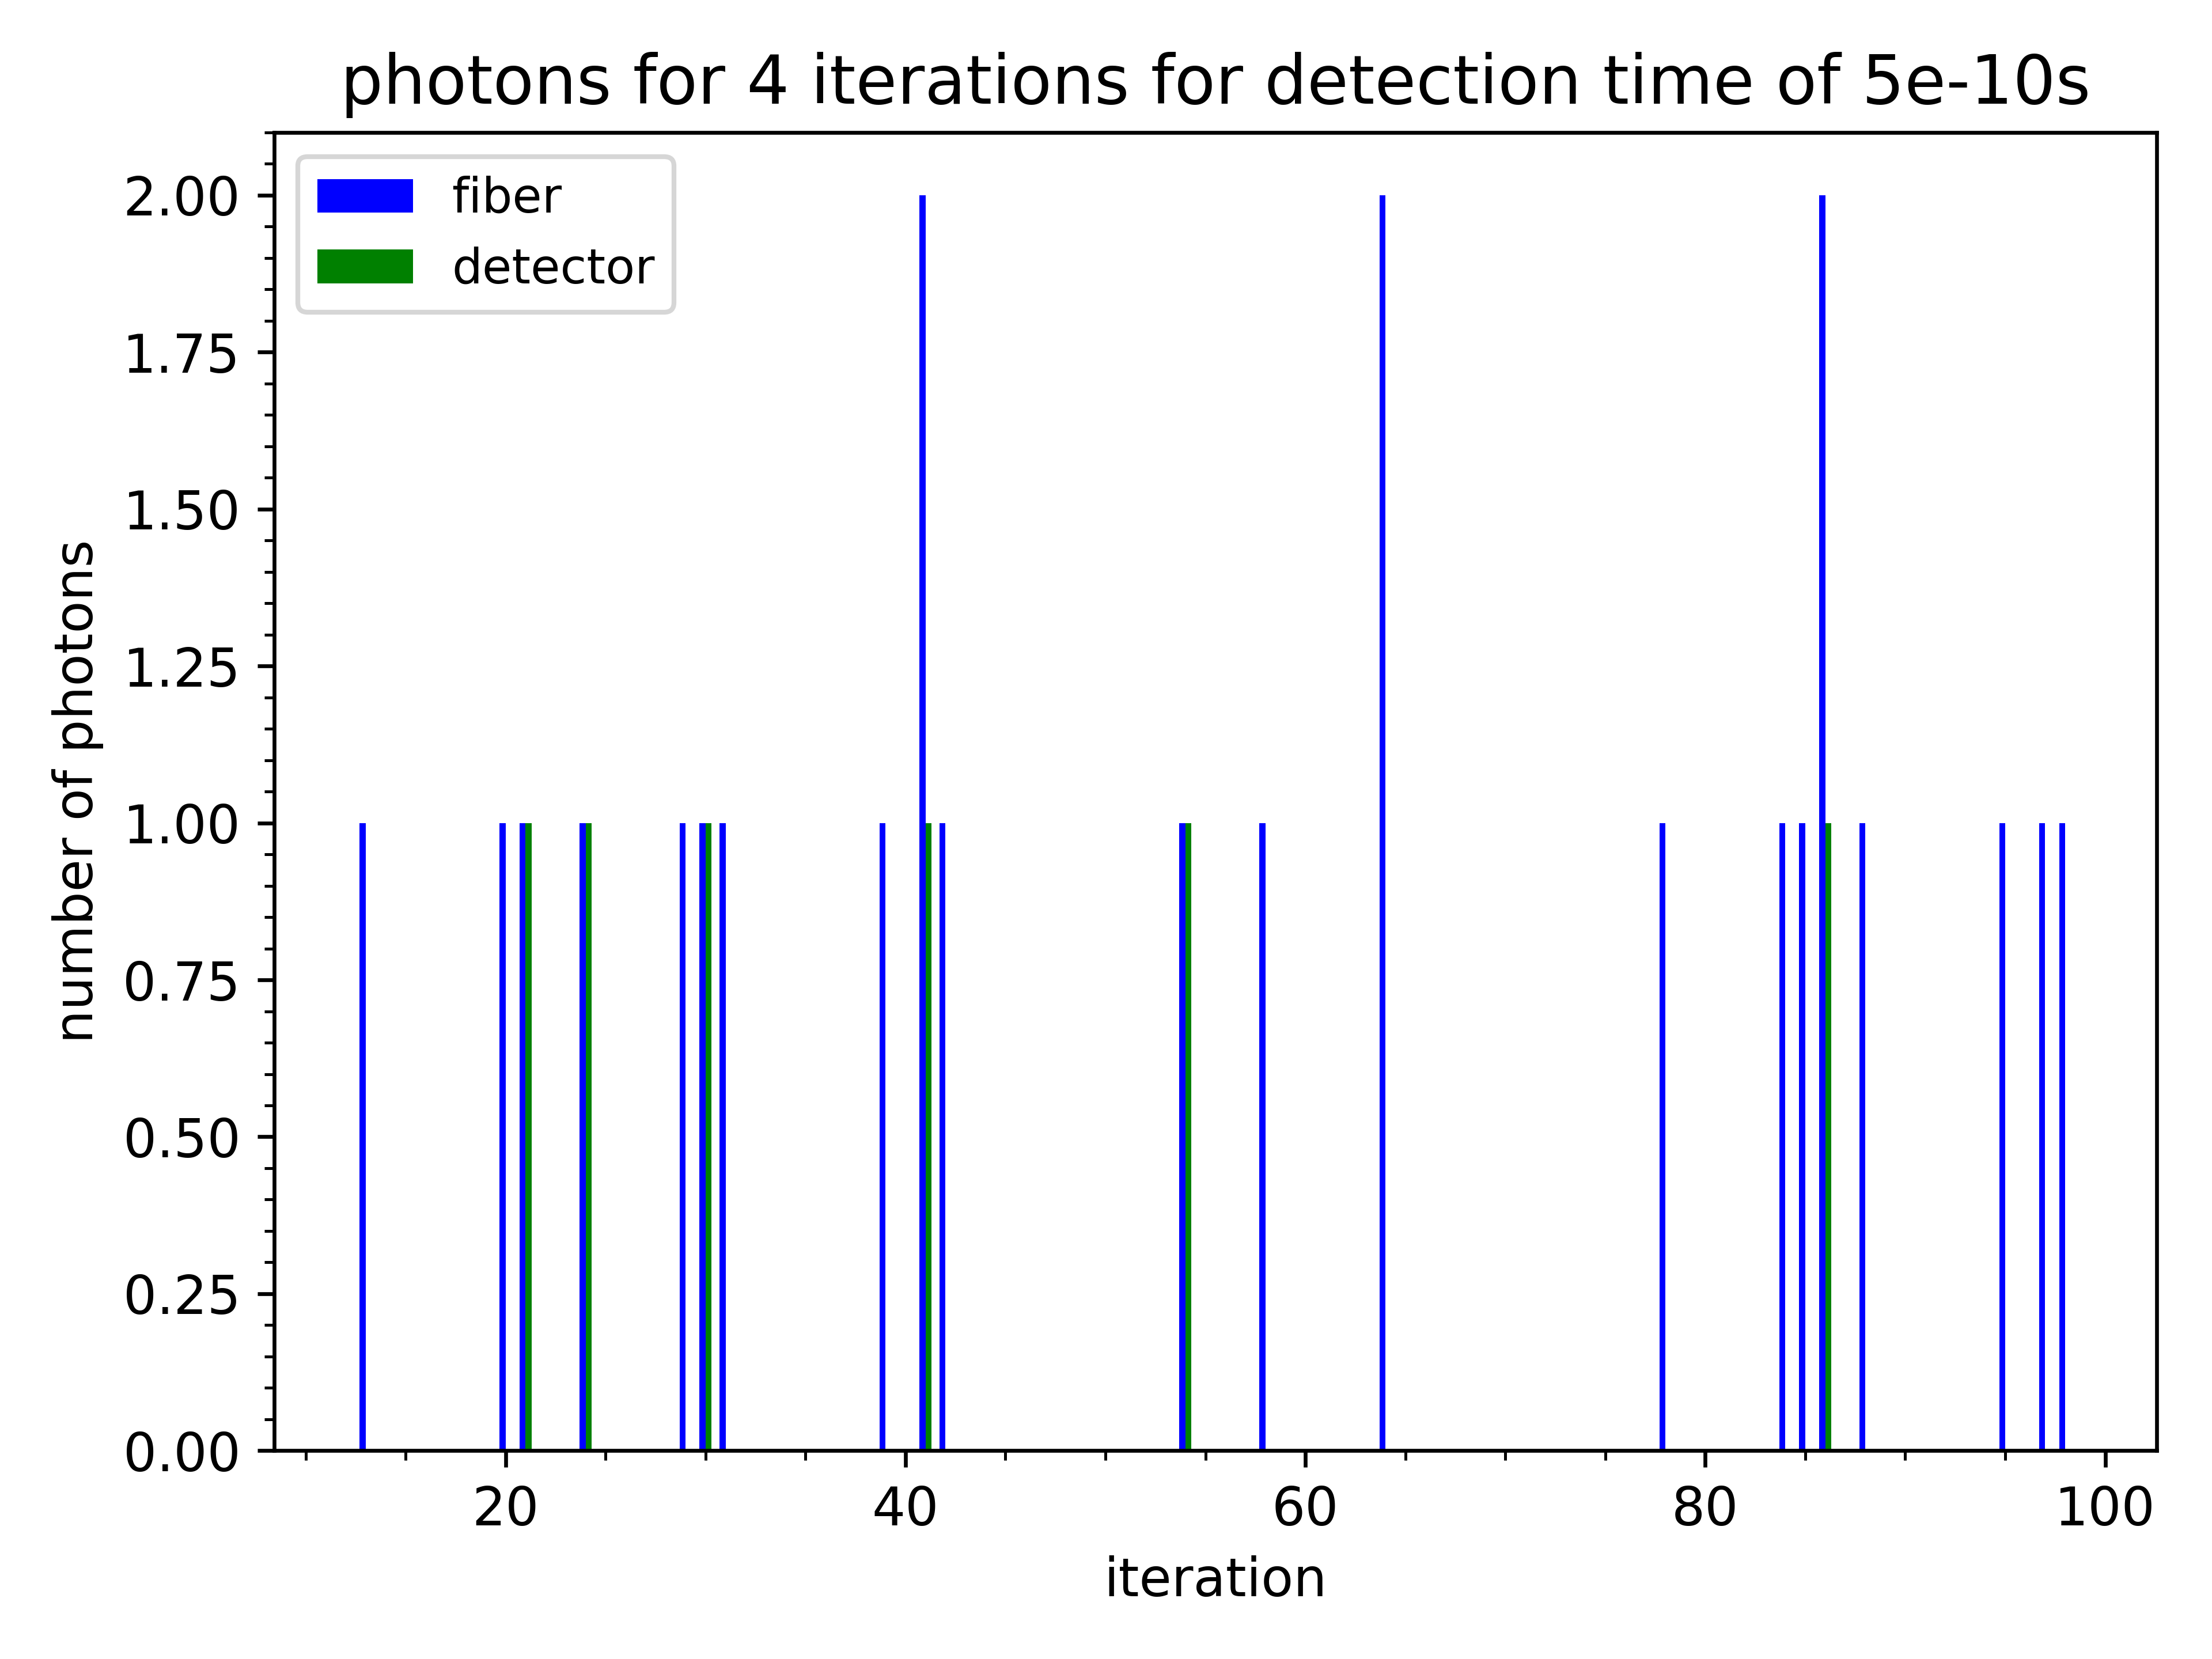 photons for 4 iterations for detection time of 5e-10s
fiber
detector
2.00
1.75
1.50
1.25
1.00
0.75
0.50
0.25
0.00
number of photons
20 40 60 80 100
iteration